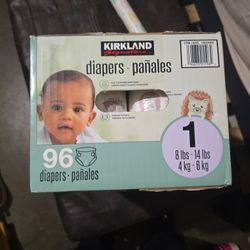 KIRKLAND
Signature
diapers · pañales
96
diapers · pañales
1
8 lbs - 14 lbs
4 kg - 6 kg